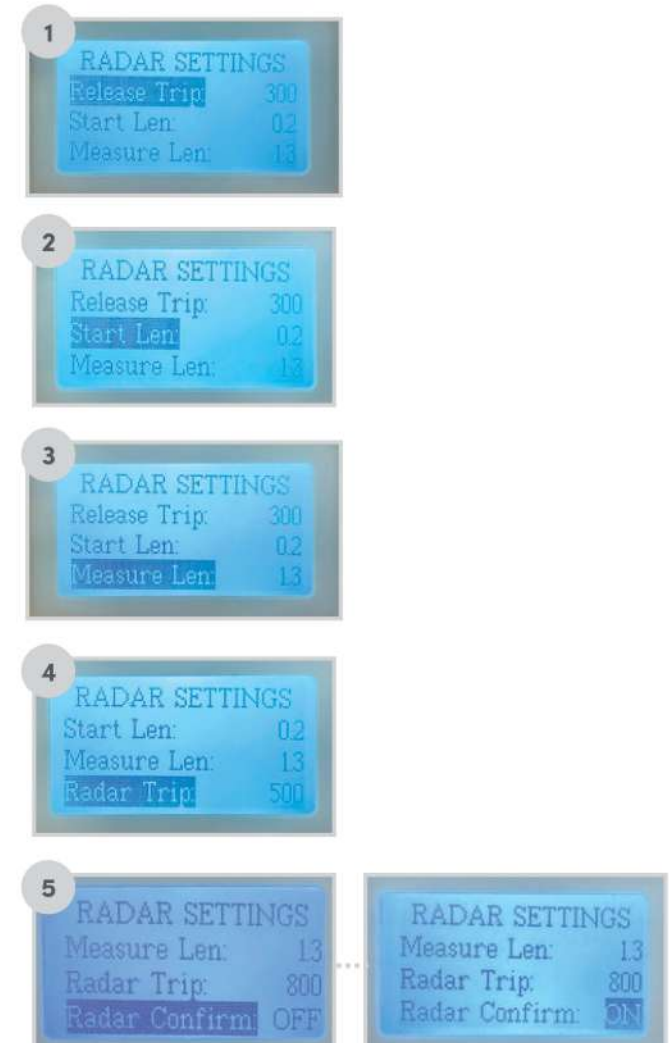 1
RADAR SETTINGS
Release Trip: 300
Start Len: 0.2
Measure Len: 1.3
2
RADAR SETTINGS
Release Trip: 300
Start Len: 0.2
Measure Len: 1.3
3
RADAR SETTINGS
Release Trip: 300
Start Len: 0.2
Measure Len: 1.3
4
RADAR SETTINGS
Start Len: 0.2
Measure Len: 1.3
Radar Trip: 500
5
RADAR SETTINGS
Measure Len: 1.3
Radar Trip: 800
Radar Confirm: OFF
RADAR SETTINGS
Measure Len: 1.3
Radar Trip: 800
Radar Confirm: ON